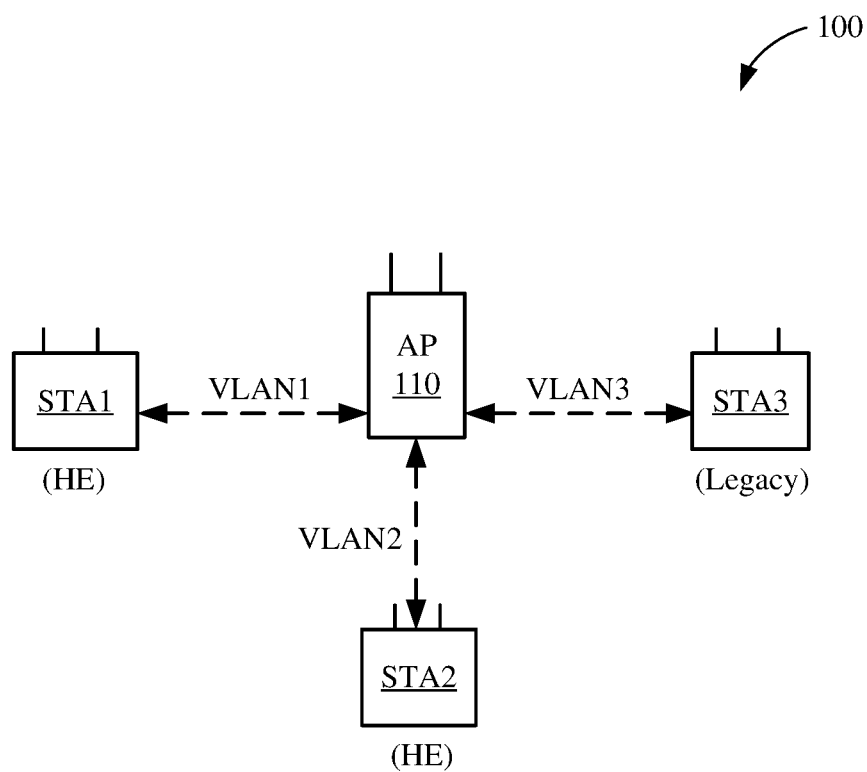 100
AP
110
VLAN1
VLAN3
STA1
STA3
(HE)
(Legacy)
VLAN2
STA2
(HE)